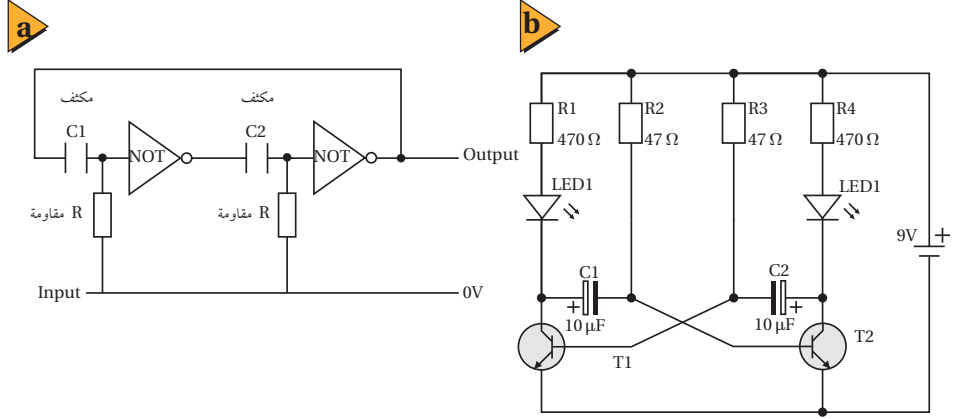 a
مكثف
مكثف
C1
C2
NOT
NOT
Output
مقاومة R
مقاومة R
Input
0V
b
R1
470 Ω
R2
47 Ω
R3
47 Ω
R4
470 Ω
LED1
LED1
9V
+
C1
+
10 µF
C2
+
10 µF
T1
T2